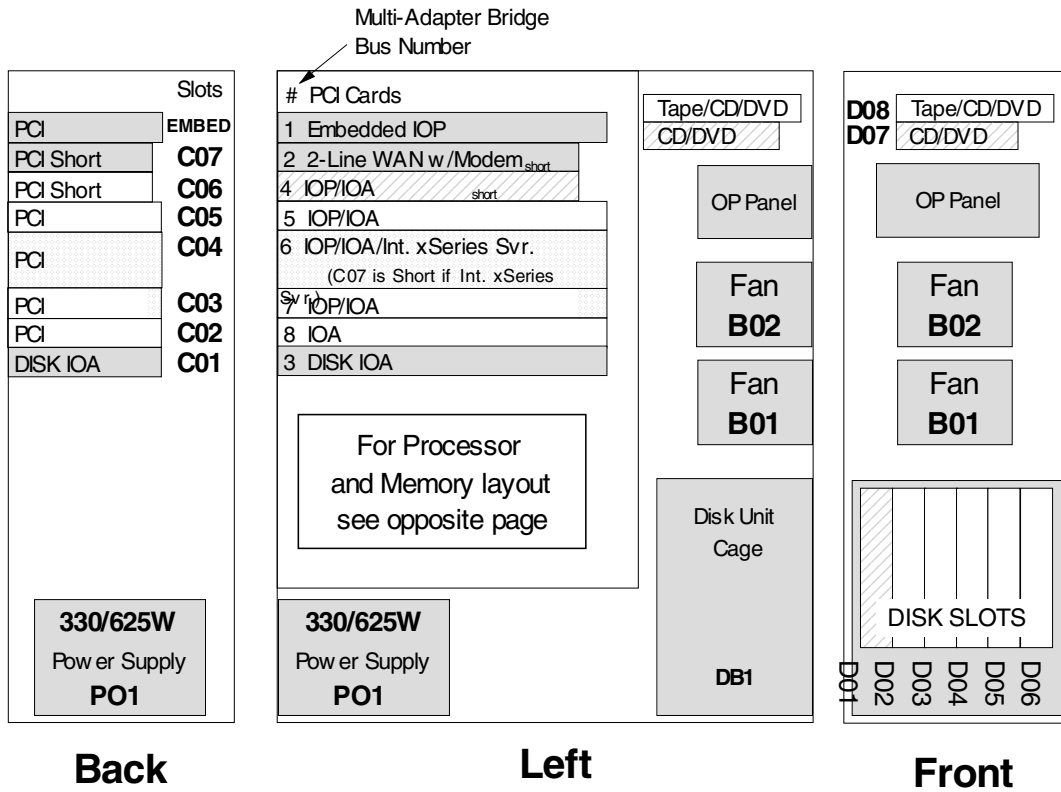 Multi-Adapter Bridge
Bus Number
Slots
PCI EMBED
PCI Short C07
PCI Short C06
PCI C05
PCI C04
PCI C03
PCI C02
DISK IOA C01
330/625W
Power Supply
PO1
Back
# PCI Cards
1 Embedded IOP
2 2-Line WAN w/Modem short
4 IOP/IOA short
5 IOP/IOA
6 IOP/IOA/Int. xSeries Svr.
(C07 is Short if Int. xSeries
Svr.)
7 IOP/IOA
8 IOA
3 DISK IOA
For Processor
and Memory layout
see opposite page
330/625W
Power Supply
PO1
Tape/CD/DVD
CD/DVD
OP Panel
Fan
B02
Fan
B01
Disk Unit
Cage
DB1
Left
D08 Tape/CD/DVD
D07 CD/DVD
OP Panel
Fan
B02
Fan
B01
DISK SLOTS
D01
D02
D03
D04
D05
D06
Front